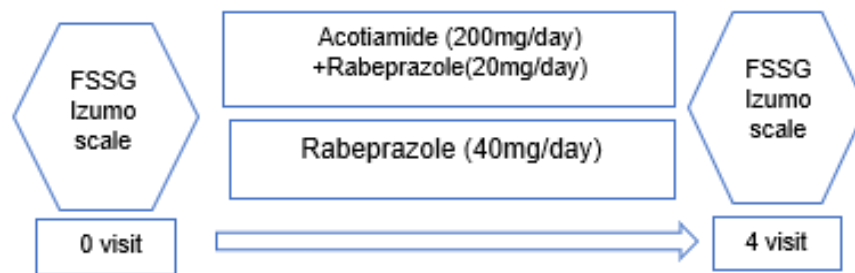 FSSG
Izumo
scale
Acotiamide (200mg/day)
+Rabeprazole(20mg/day)
Rabeprazole (40mg/day)
FSSG
Izumo
scale
0 visit
4 visit